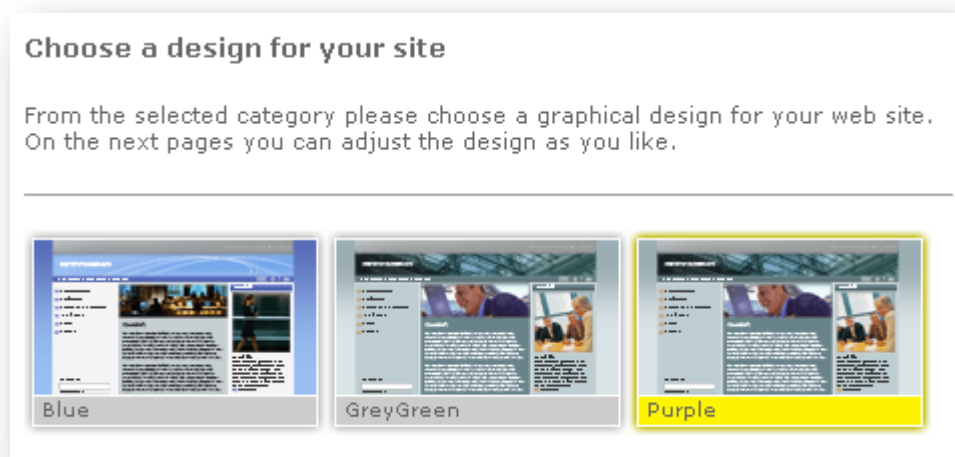 Choose a design for your site
From the selected category please choose a graphical design for your web site.
On the next pages you can adjust the design as you like.
Blue
GreyGreen
Purple